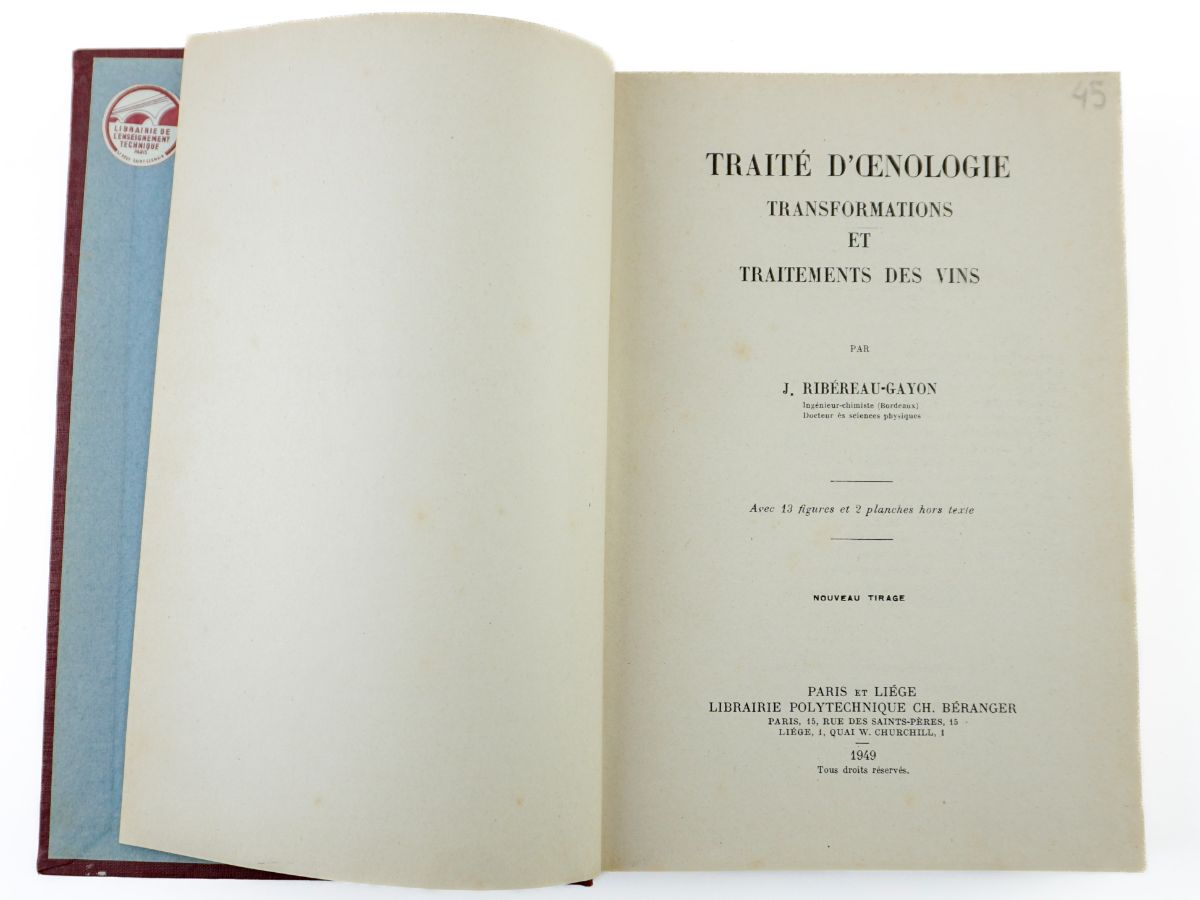 LIBRAIRIE DE
L'ENSEIGNEMENT
TECHNIQUE
PARIS
45
TRAITÉ D'ŒNOLOGIE
TRANSFORMATIONS
ET
TRAITEMENTS DES VINS
PAR
J. RIBÉREAU-GAYON
Ingénieur-chimiste (Bordeaux)
Docteur ès sciences physiques
Avec 13 figures et 2 planches hors texte
NOUVEAU TIRAGE
PARIS ET LIÉGE
LIBRAIRIE POLYTECHNIQUE CH. BÉRANGER
PARIS, 15, RUE DES SAINTS-PÈRES, 15
LIÉGE, 1, QUAI W. CHURCHILL, 1
1949
Tous droits réservés.